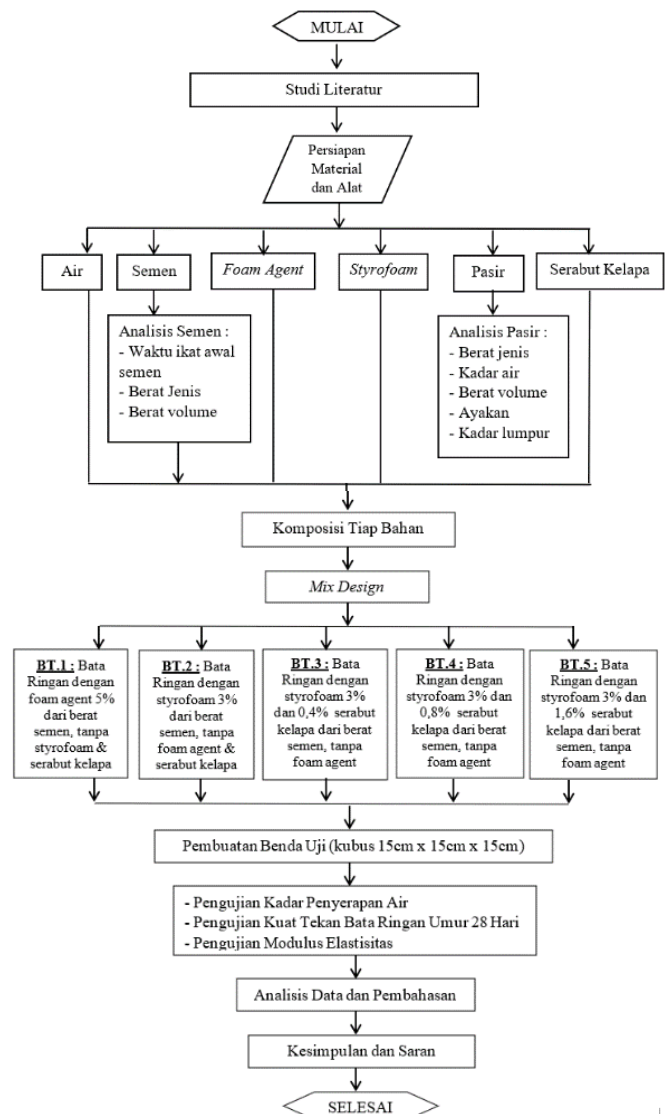 MULAI
Studi Literatur
Persiapan
Material
dan Alat
Air
Semen
Foam Agent
Styrofoam
Pasir
Serabut Kelapa
Analisis Semen :
- Waktu ikat awal
semen
- Berat Jenis
- Berat volume
Analisis Pasir :
- Berat jenis
- Kadar air
- Berat volume
- Ayakan
- Kadar lumpur
Komposisi Tiap Bahan
Mix Design
BT.1 : Bata
Ringan dengan
foam agent 5%
dari berat
semen, tanpa
styrofoam &
serabut kelapa
BT.2 : Bata
Ringan dengan
styrofoam 3%
dari berat
semen, tanpa
foam agent &
serabut kelapa
BT.3 : Bata
Ringan dengan
styrofoam 3%
dan 0,4% serabut
kelapa dari berat
semen, tanpa
foam agent
BT.4 : Bata
Ringan dengan
styrofoam 3% dan
0,8% serabut
kelapa dari berat
semen, tanpa
foam agent
BT.5 : Bata
Ringan dengan
styrofoam 3% dan
1,6% serabut
kelapa dari berat
semen, tanpa
foam agent
Pembuatan Benda Uji (kubus 15cm x 15cm x 15cm)
- Pengujian Kadar Penyerapan Air
- Pengujian Kuat Tekan Bata Ringan Umur 28 Hari
- Pengujian Modulus Elastisitas
Analisis Data dan Pembahasan
Kesimpulan dan Saran
SELESAI